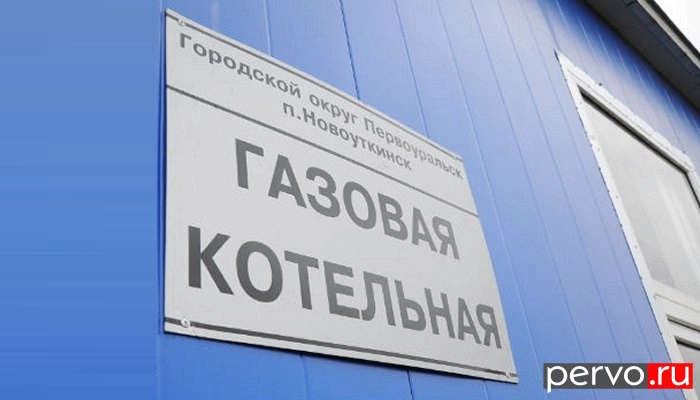 Городской округ Первоуральск
п.Новоуткинск
ГАЗОВАЯ
КОТЕЛЬНАЯ
pervo.ru